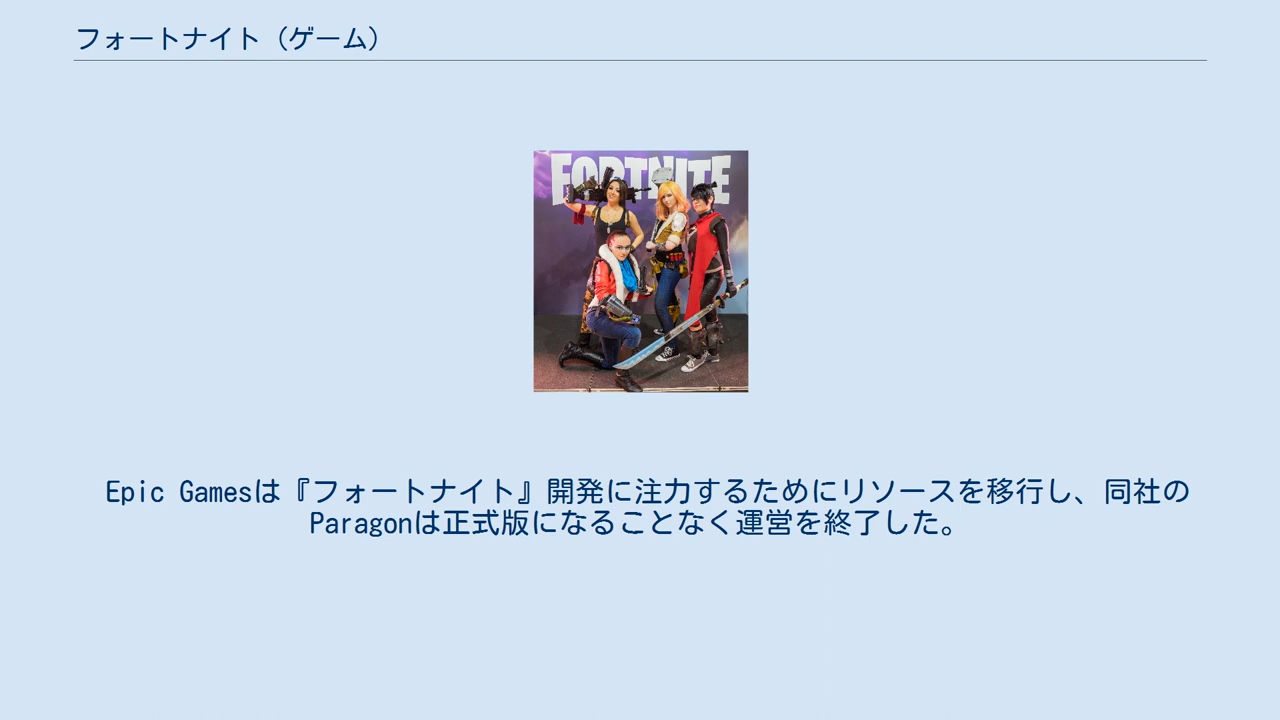 フォートナイト（ゲーム）
FORTNITE
Epic Gamesは『フォートナイト』開発に注力するためにリソースを移行し、同社の
Paragonは正式版になることなく運営を終了した。